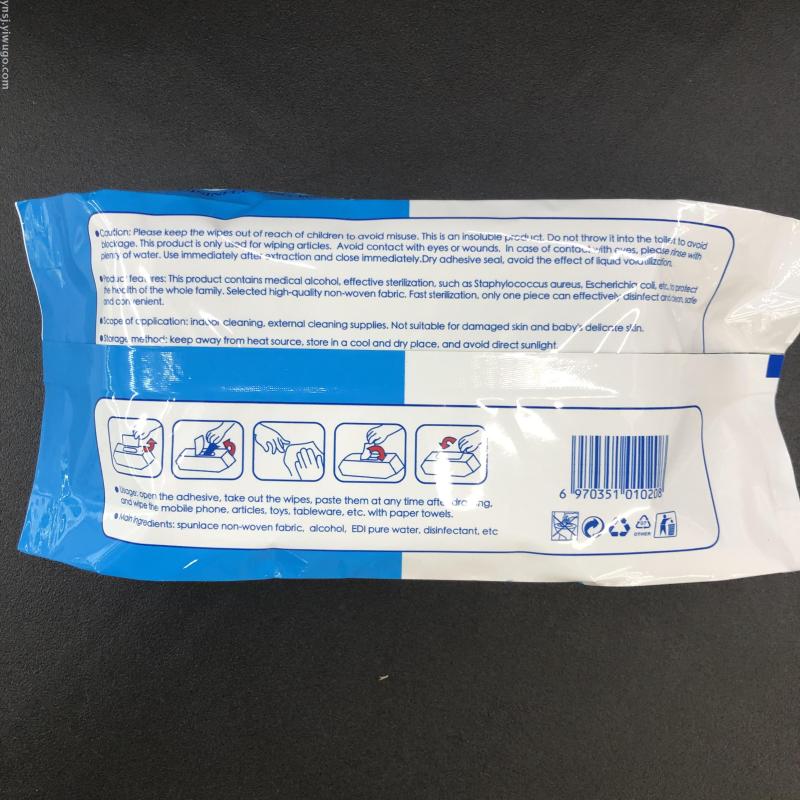 ynsj.yiwugo.com
●Caution: Please keep the wipes out of reach of children to avoid misuse. This is an insoluble product. Do not throw it into the toilet to avoid
blockage. This product is only used for wiping articles. Avoid contact with eyes or wounds. In case of contact with eyes, please rinse with
plenty of water. Use immediately after extraction and close immediately.Dry adhesive seal, avoid the effect of liquid volatilization.
●Product features: This product contains medical alcohol, effective sterilization, such as Staphylococcus aureus, Escherichia coli, etc. to protect
the health of the whole family. Selected high-quality non-woven fabric. Fast sterilization, only one piece can effectively disinfect and clean, safe
and convenient.
●Scope of application: indoor cleaning, external cleaning supplies. Not suitable for damaged skin and baby's delicate skin.
●Storage method: keep away from heat source, store in a cool and dry place, and avoid direct sunlight.
●Usage: open the adhesive, take out the wipes, paste them at any time after drawing,
and wipe the mobile phone, articles, toys, tableware, etc. with paper towels.
●Main ingredients: spunlace non-woven fabric, alcohol, EDI pure water, disinfectant, etc
6 970351 010208
07
OTHER